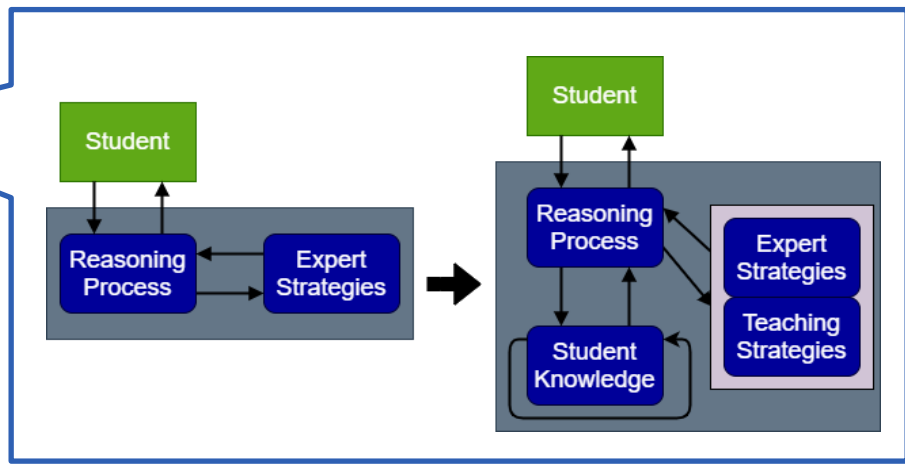 Student
Reasoning
Process
Expert
Strategies
Student
Reasoning
Process
Expert
Strategies
Teaching
Strategies
Student
Knowledge